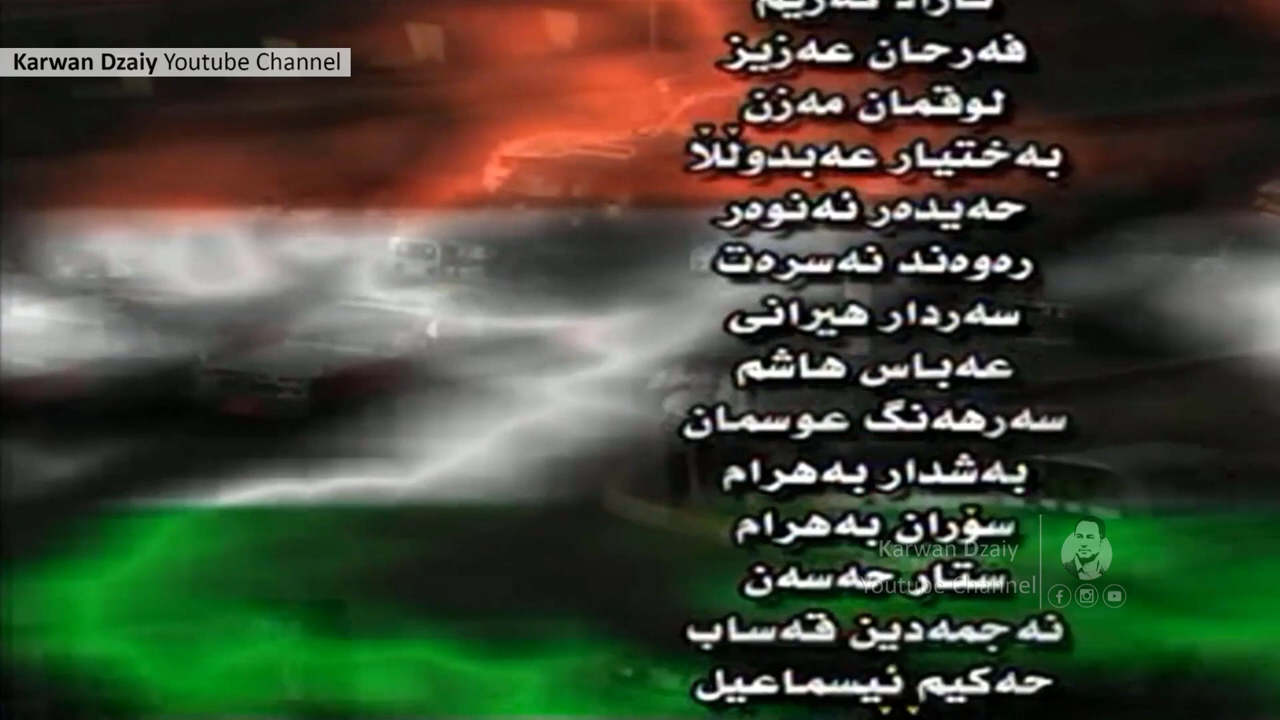 Karwan Dzaiy Youtube Channel
فەرحان عەزیز
لوقمان مەزن
بەختیار عەبدوڵڵا
حەیدەر ئەنوەر
رەوەند نەسرەت
سەردار هیرانی
عەباس هاشم
سەرهەنگ عوسمان
بەشدار بەهرام
سۆران بەهرام
Karwan Dzaiy
ستار حەسەن
Youtube Channel
نەجمەدین قەساب
حەکیم ئیسماعیل